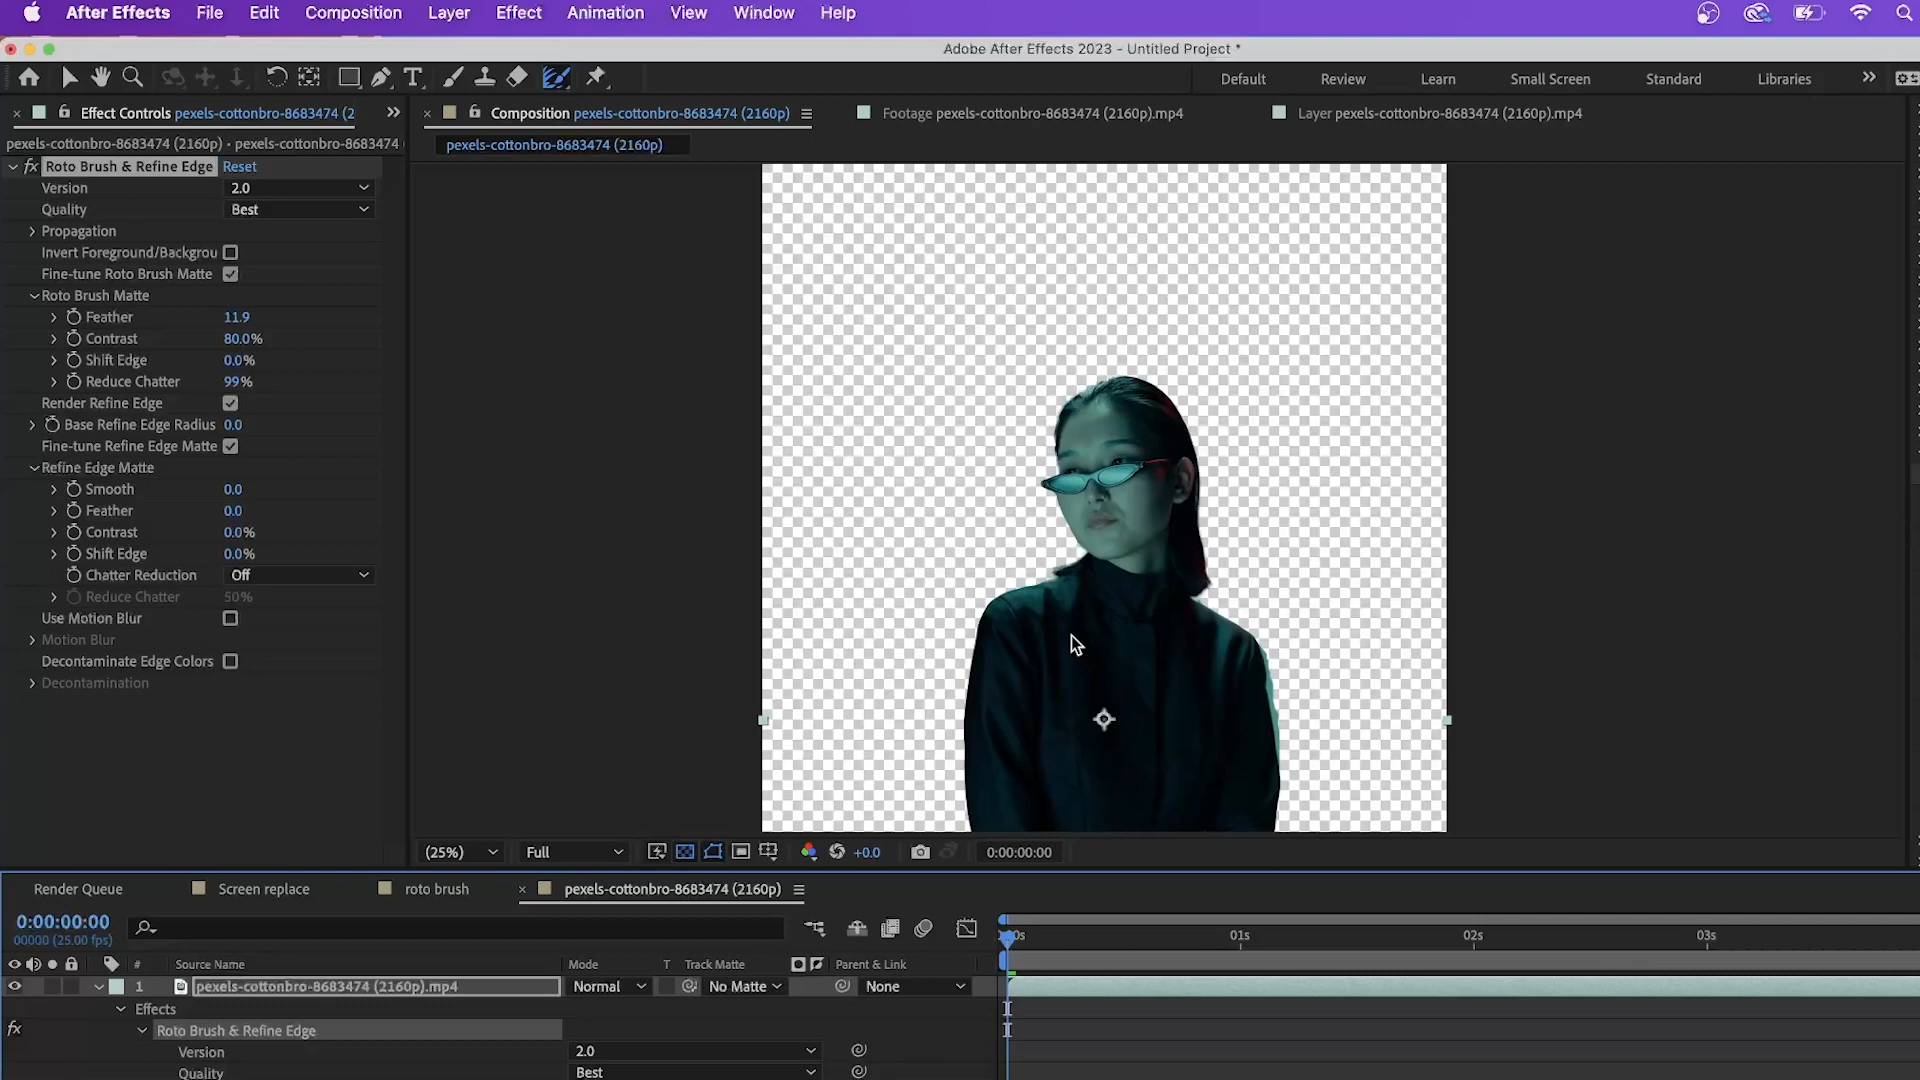 After Effects File Edit Composition Layer Effect Animation View Window Help
Adobe After Effects 2023 - Untitled Project *
Default Review Learn Small Screen Standard Libraries
Effect Controls pexels-cottonbro-8683474 (2
Composition pexels-cottonbro-8683474 (2160p)
Footage pexels-cottonbro-8683474 (2160p).mp4
Layer pexels-cottonbro-8683474 (2160p).mp4
pexels-cottonbro-8683474 (2160p) • pexels-cottonbro-8683474
pexels-cottonbro-8683474 (2160p)
fx Roto Brush & Refine Edge Reset
Version 2.0
Quality Best
Propagation
Invert Foreground/Backgrou
Fine-tune Roto Brush Matte
Roto Brush Matte
Feather 11.9
Contrast 80.0%
Shift Edge 0.0%
Reduce Chatter 99%
Render Refine Edge
Base Refine Edge Radius 0.0
Fine-tune Refine Edge Matte
Refine Edge Matte
Smooth 0.0
Feather 0.0
Contrast 0.0%
Shift Edge 0.0%
Chatter Reduction Off
Reduce Chatter 50%
Use Motion Blur
Motion Blur
Decontaminate Edge Colors
Decontamination
(25%) Full +0.0 0:00:00:00
Render Queue Screen replace roto brush pexels-cottonbro-8683474 (2160p)
0:00:00:00
00000 (25.00 fps)
01s 02s 03s
# Source Name Mode T Track Matte Parent & Link
1 pexels-cottonbro-8683474 (2160p).mp4 Normal No Matte None
Effects
fx Roto Brush & Refine Edge
Version 2.0
Quality Best